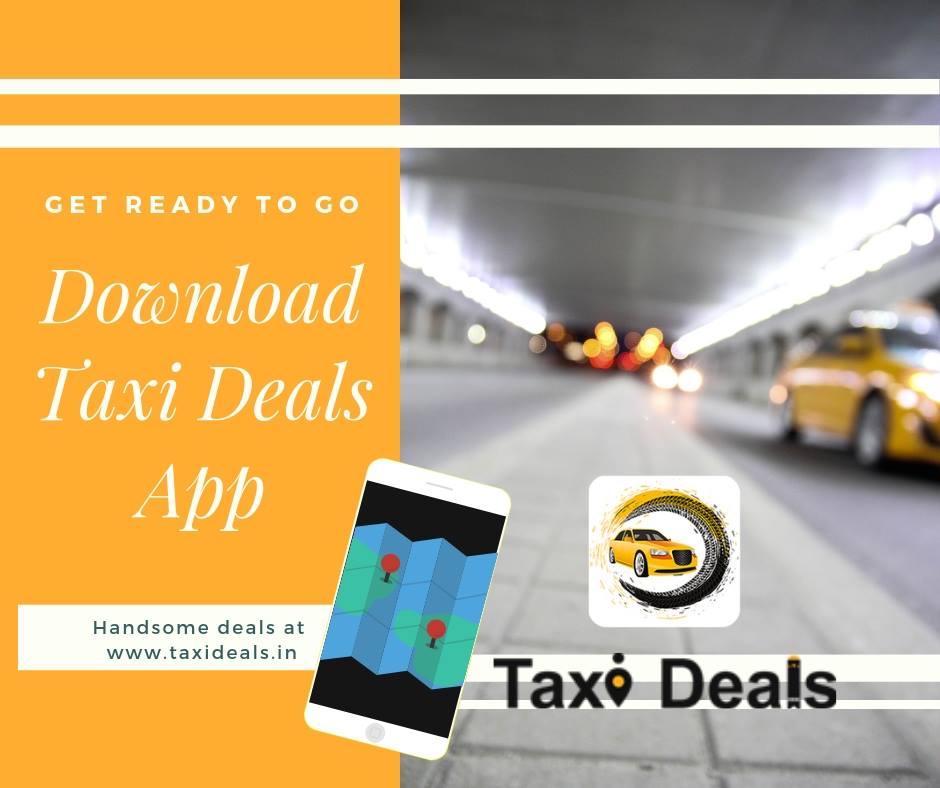 GET READY TO GO
Download
Taxi Deals
App
Handsome deals at
www.taxideals.in
Taxi Deals